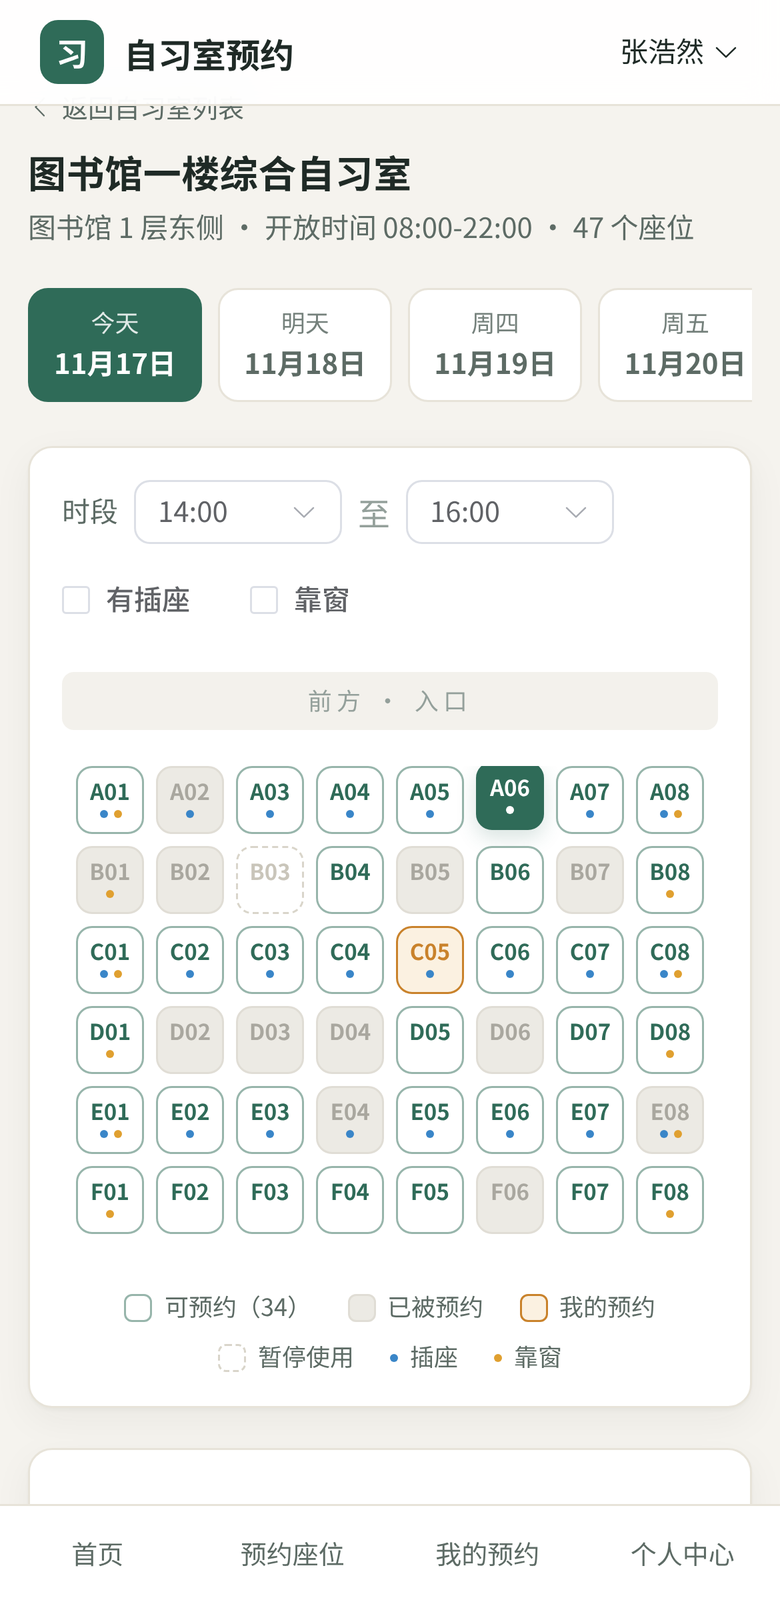 习 自习室预约 张浩然
返回自习室列表
图书馆一楼综合自习室
图书馆 1 层东侧 · 开放时间 08:00-22:00 · 47 个座位
今天 明天 周四 周五
11月17日 11月18日 11月19日 11月20日
时段 14:00 至 16:00
有插座 靠窗
前方 · 入口
A01 A02 A03 A04 A05 A06 A07 A08
B01 B02 B03 B04 B05 B06 B07 B08
C01 C02 C03 C04 C05 C06 C07 C08
D01 D02 D03 D04 D05 D06 D07 D08
E01 E02 E03 E04 E05 E06 E07 E08
F01 F02 F03 F04 F05 F06 F07 F08
可预约（34） 已被预约 我的预约
暂停使用 插座 靠窗
首页 预约座位 我的预约 个人中心